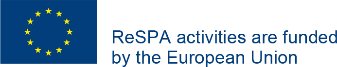 ReSPA activities are funded
by the European Union